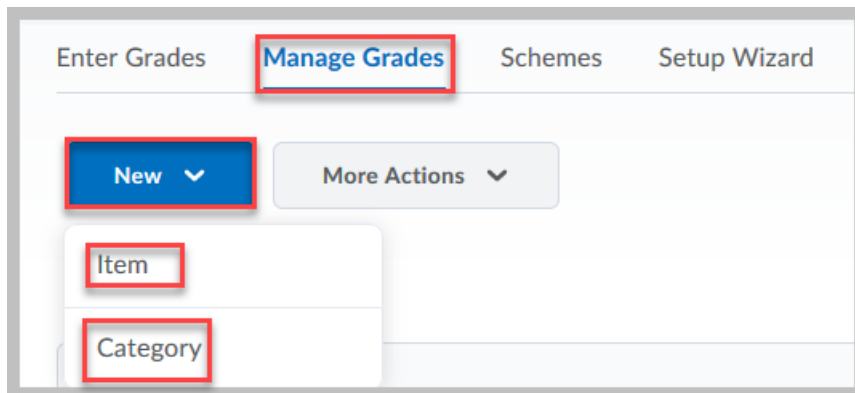 Enter Grades Manage Grades Schemes Setup Wizard
New More Actions
Item
Category